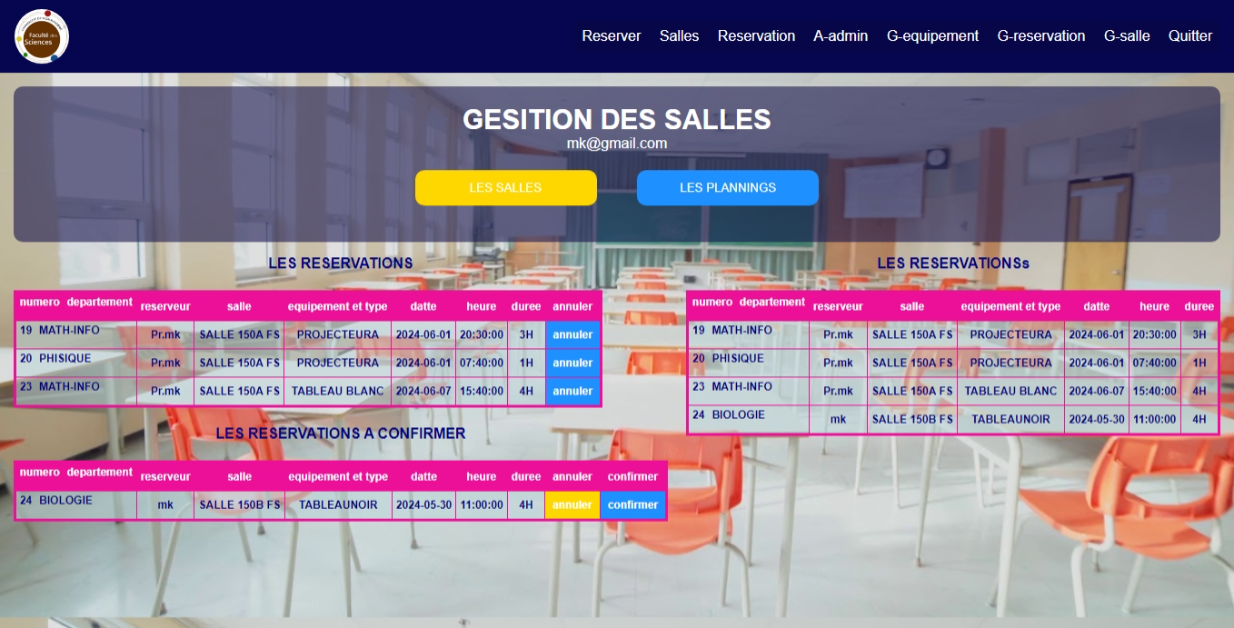 Faculté des
Sciences
Reserver Salles Reservation A-admin G-equipement G-reservation G-salle Quitter
GESITION DES SALLES
mk@gmail.com
LES SALLES LES PLANNINGS
LES RESERVATIONS
numero departement reserveur salle equipement et type datte heure duree annuler
19 MATH-INFO Pr.mk SALLE 150A FS PROJECTEURA 2024-06-01 20:30:00 3H annuler
20 PHISIQUE Pr.mk SALLE 150A FS PROJECTEURA 2024-06-01 07:40:00 1H annuler
23 MATH-INFO Pr.mk SALLE 150A FS TABLEAU BLANC 2024-06-07 15:40:00 4H annuler
LES RESERVATIONS A CONFIRMER
numero departement reserveur salle equipement et type datte heure duree annuler confirmer
24 BIOLOGIE mk SALLE 150B FS TABLEAUNOIR 2024-05-30 11:00:00 4H annuler confirmer
LES RESERVATIONSs
numero departement reserveur salle equipement et type datte heure duree
19 MATH-INFO Pr.mk SALLE 150A FS PROJECTEURA 2024-06-01 20:30:00 3H
20 PHISIQUE Pr.mk SALLE 150A FS PROJECTEURA 2024-06-01 07:40:00 1H
23 MATH-INFO Pr.mk SALLE 150A FS TABLEAU BLANC 2024-06-07 15:40:00 4H
24 BIOLOGIE mk SALLE 150B FS TABLEAUNOIR 2024-05-30 11:00:00 4H